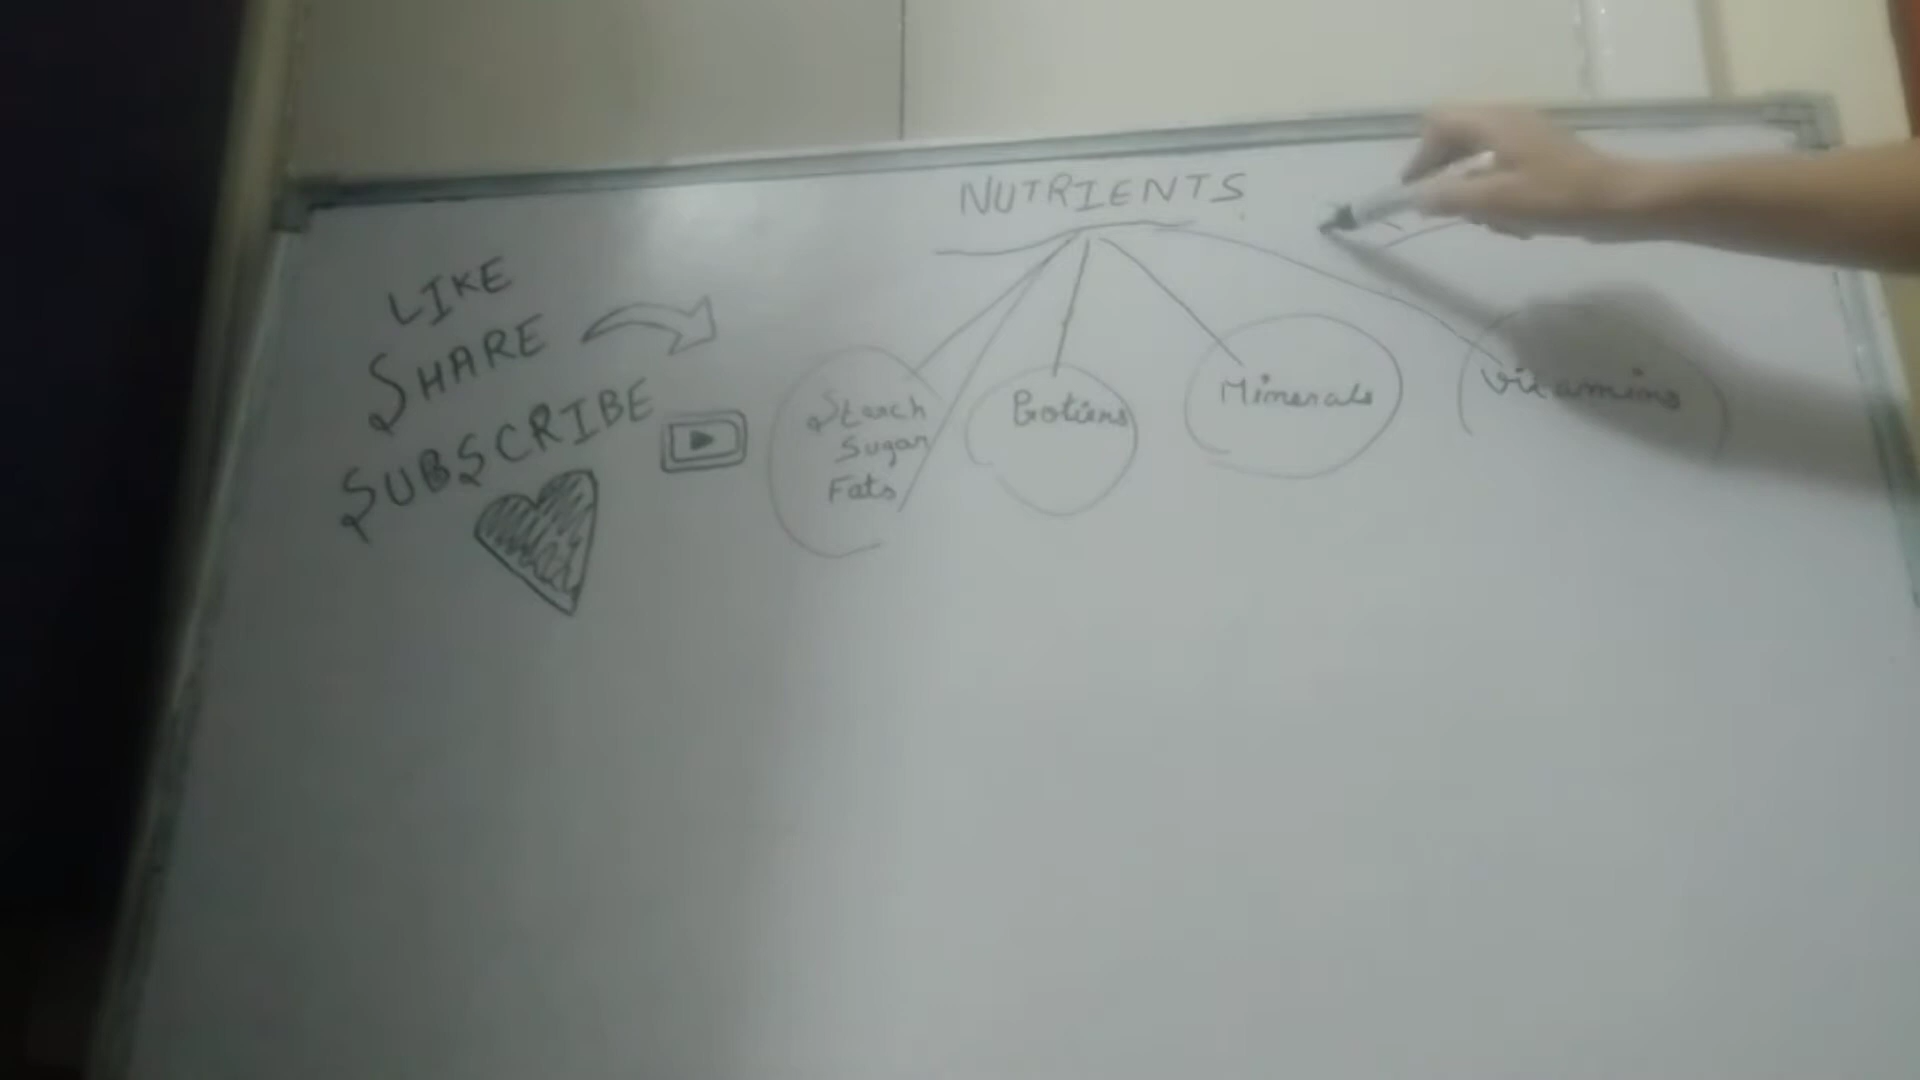 NUTRIENTS
LIKE
SHARE
SUBSCRIBE
Starch
Sugar
Fats
Protiens
Minerals
Vitamins